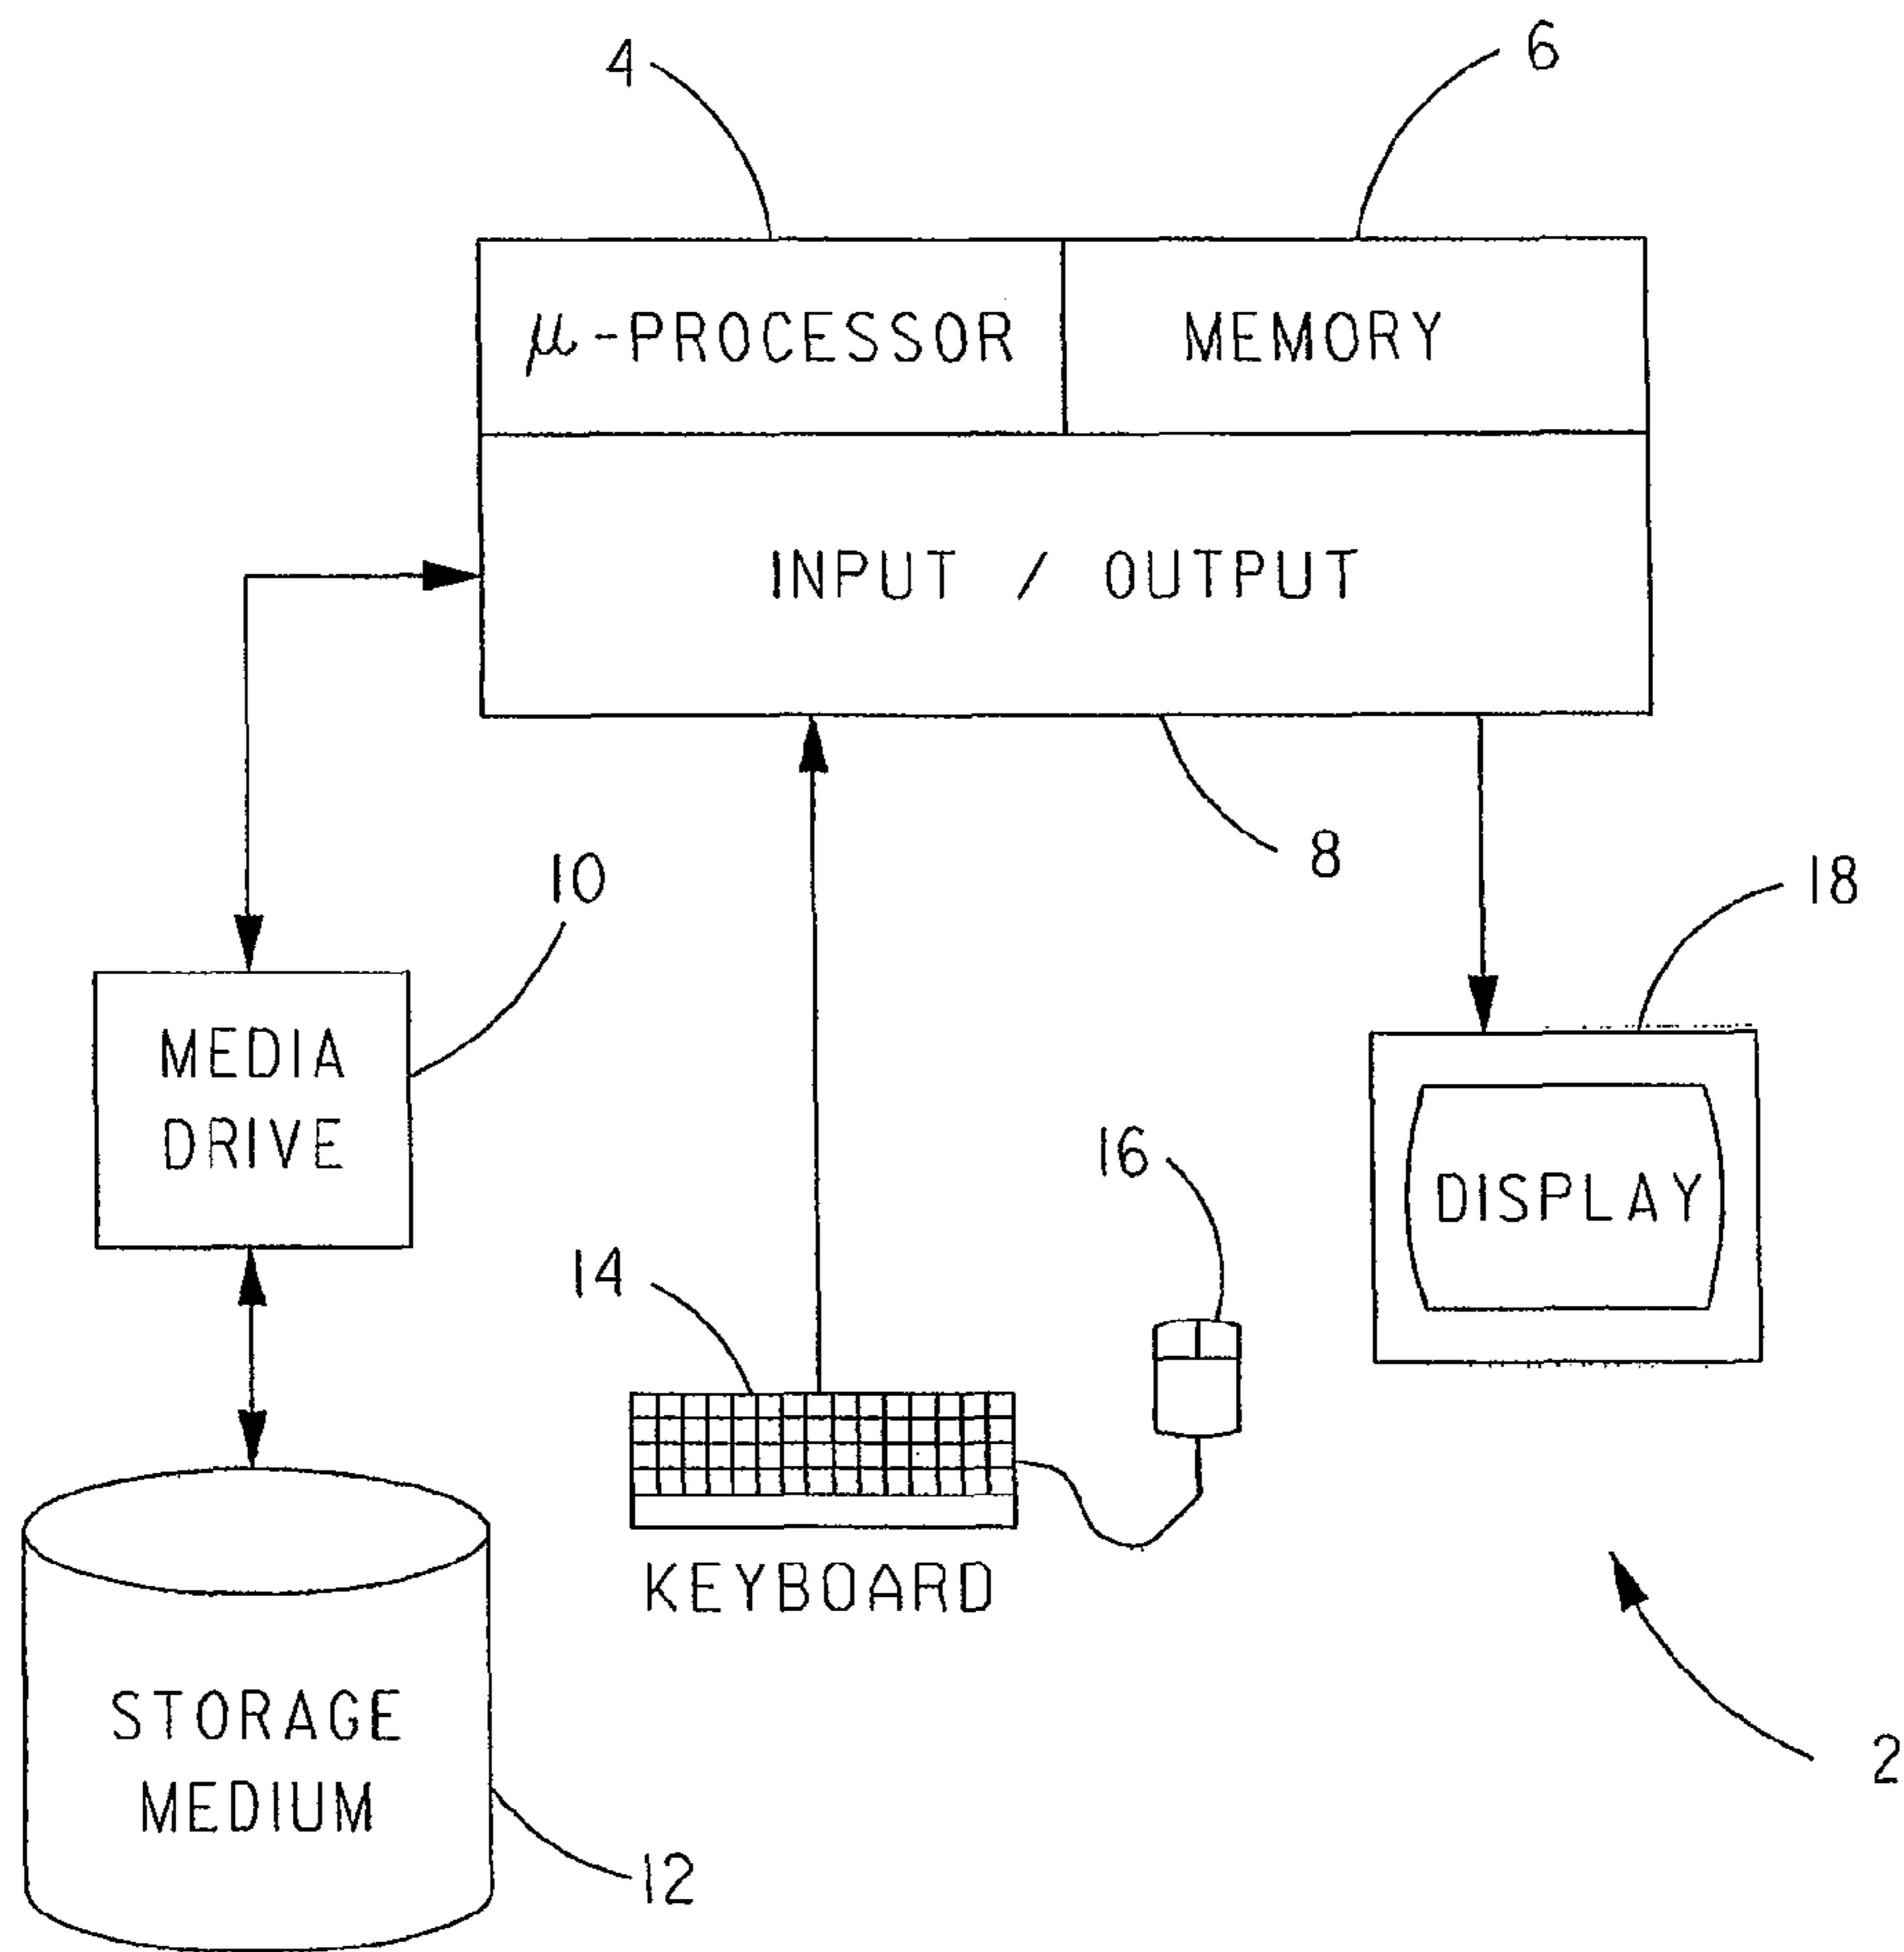 4
6
μ-PROCESSOR
MEMORY
INPUT / OUTPUT
8
10
18
MEDIA
DRIVE
16
DISPLAY
14
KEYBOARD
STORAGE
MEDIUM
2
12